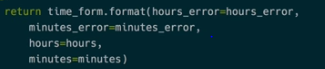 return time_form.format(hours_error=hours_error,
    minutes_error=minutes_error,
    hours=hours,
    minutes=minutes)